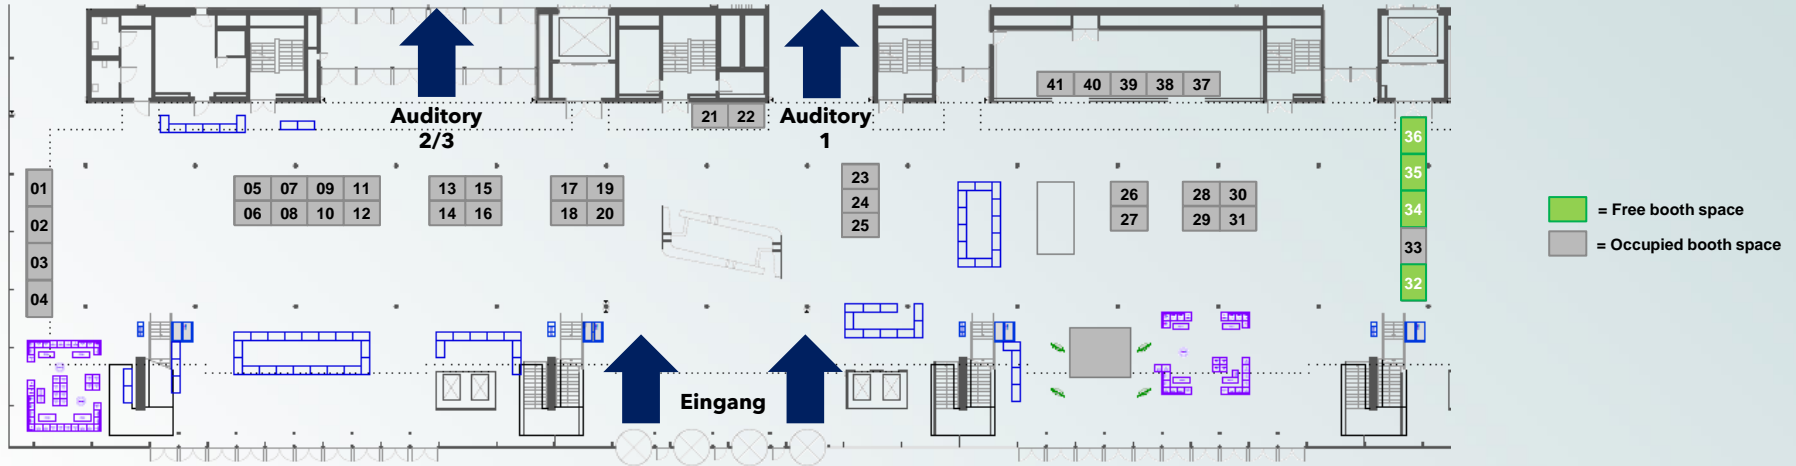 41 40 39 38 37
Auditory
2/3
21 22
Auditory
1
36
35
34
33
32
01
02
03
04
05 07 09 11
06 08 10 12
13 15
14 16
17 19
18 20
23
24
25
26
27
28 30
29 31
= Free booth space
= Occupied booth space
Eingang